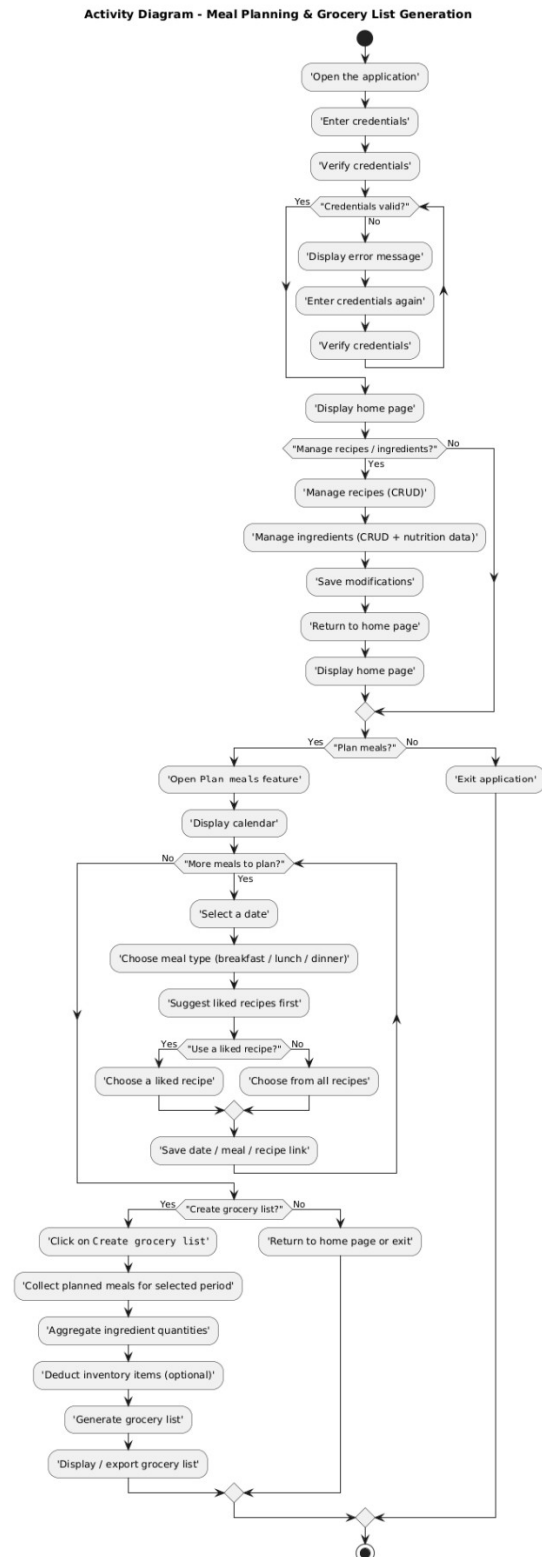 Activity Diagram - Meal Planning & Grocery List Generation
'Open the application'
'Enter credentials'
'Verify credentials'
Yes
"Credentials valid?"
No
'Display error message'
'Enter credentials again'
'Verify credentials'
'Display home page'
"Manage recipes / ingredients?"
No
Yes
'Manage recipes (CRUD)'
'Manage ingredients (CRUD + nutrition data)'
'Save modifications'
'Return to home page'
'Display home page'
Yes
"Plan meals?"
No
'Open Plan meals feature'
'Exit application'
'Display calendar'
No
"More meals to plan?"
Yes
'Select a date'
'Choose meal type (breakfast / lunch / dinner)'
'Suggest liked recipes first'
Yes
"Use a liked recipe?"
No
'Choose a liked recipe'
'Choose from all recipes'
'Save date / meal / recipe link'
Yes
"Create grocery list?"
No
'Click on Create grocery list'
'Return to home page or exit'
'Collect planned meals for selected period'
'Aggregate ingredient quantities'
'Deduct inventory items (optional)'
'Generate grocery list'
'Display / export grocery list'